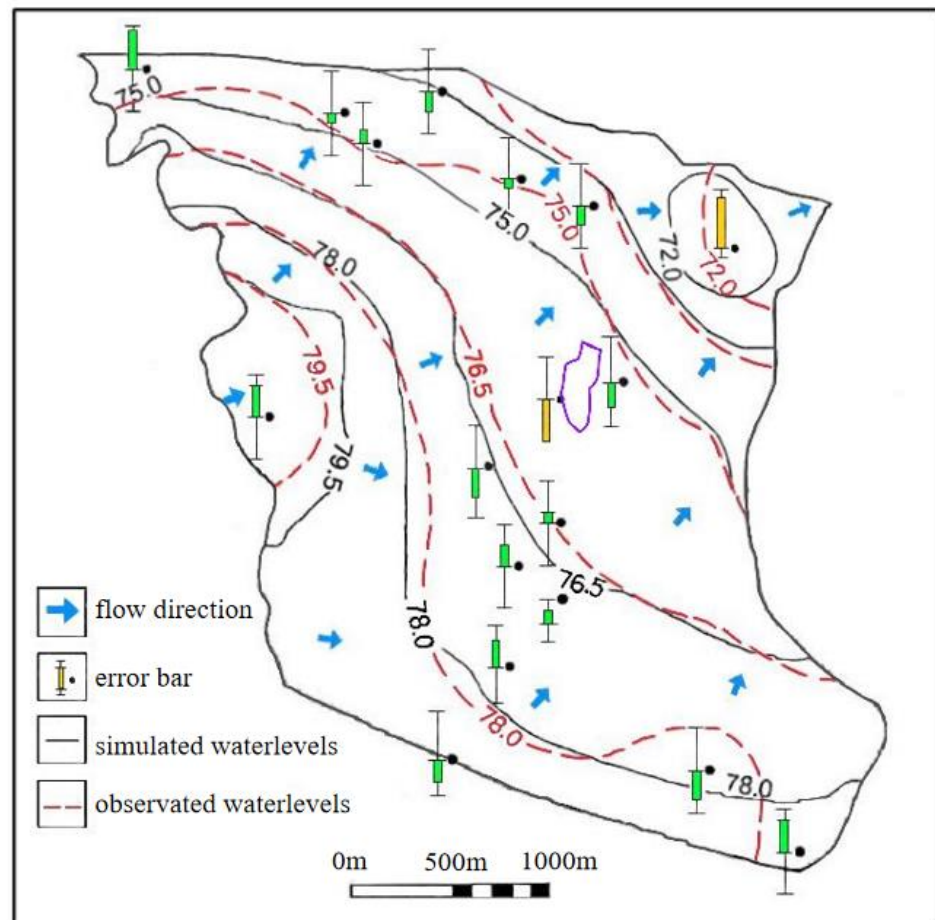 75.0
75.0
75.0
72.0
72.0
78.0
79.5
76.5
79.5
76.5
78.0
78.0
78.0
flow direction
error bar
simulated waterlevels
observated waterlevels
0m 500m 1000m